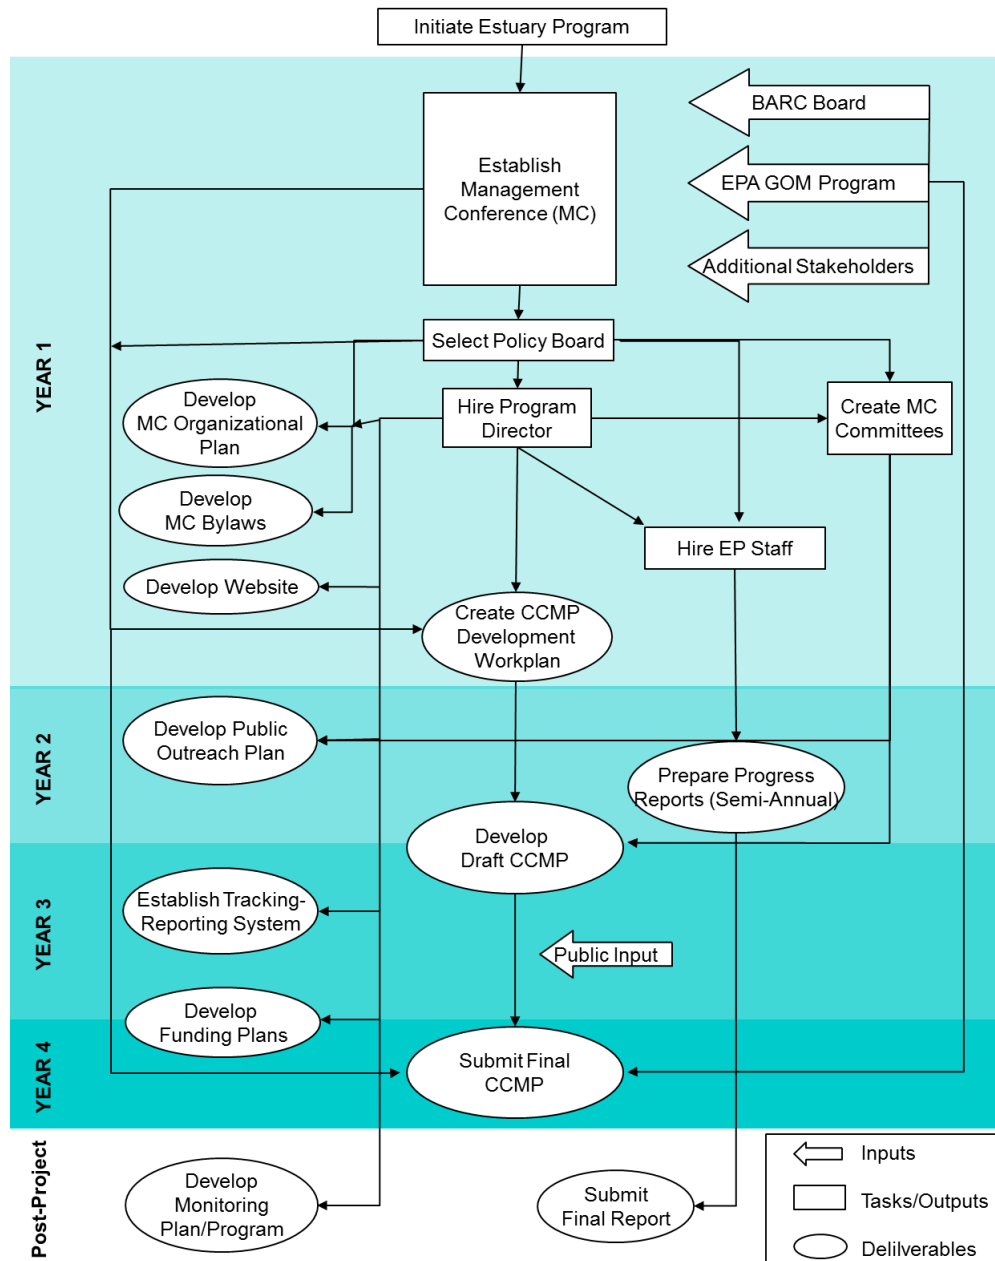 Initiate Estuary Program
BARC Board
Establish
Management
Conference (MC)
EPA GOM Program
Additional Stakeholders
YEAR 1
Select Policy Board
Develop
MC Organizational
Plan
Hire Program
Director
Create MC
Committees
Develop
MC Bylaws
Hire EP Staff
Develop Website
Create CCMP
Development
Workplan
YEAR 2
Develop Public
Outreach Plan
Prepare Progress
Reports (Semi-Annual)
Develop
Draft CCMP
YEAR 3
Establish Tracking-
Reporting System
Public Input
Develop
Funding Plans
YEAR 4
Submit Final
CCMP
Post-Project
Develop
Monitoring
Plan/Program
Submit
Final Report
Inputs
Tasks/Outputs
Delilverables